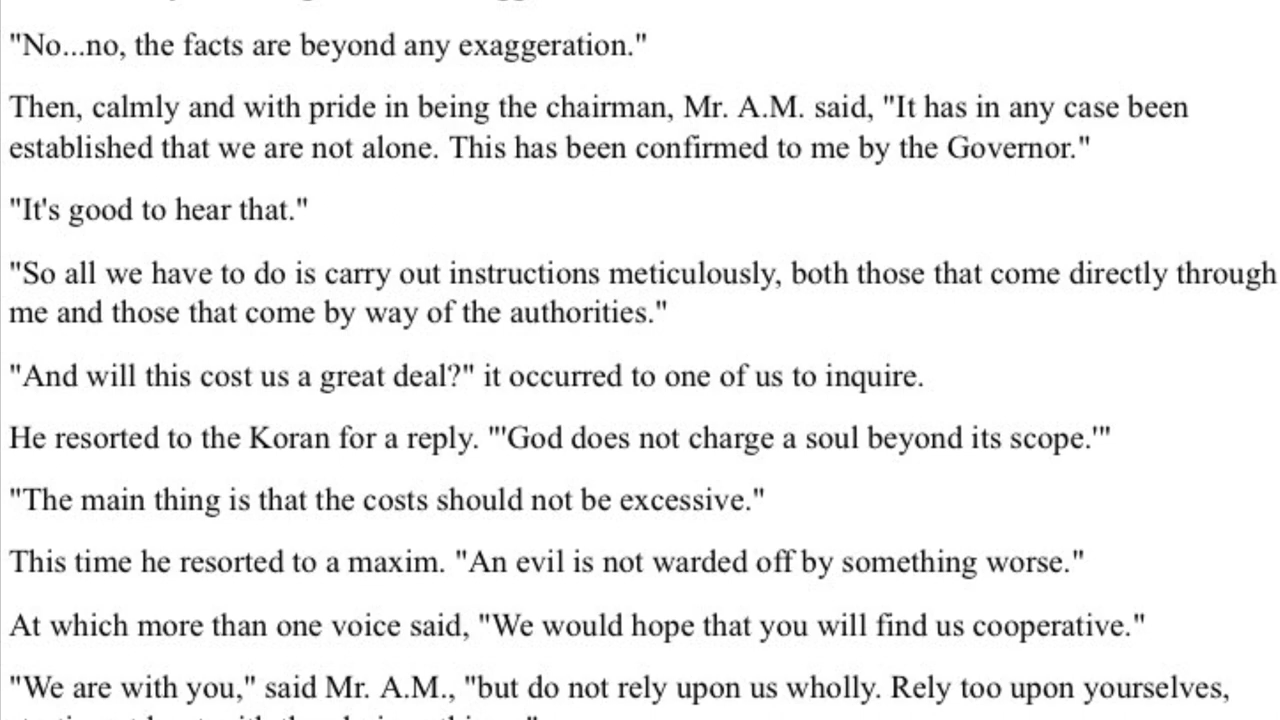 "No...no, the facts are beyond any exaggeration."
Then, calmly and with pride in being the chairman, Mr. A.M. said, "It has in any case been
established that we are not alone. This has been confirmed to me by the Governor."
"It's good to hear that."
"So all we have to do is carry out instructions meticulously, both those that come directly through
me and those that come by way of the authorities."
"And will this cost us a great deal?" it occurred to one of us to inquire.
He resorted to the Koran for a reply. "'God does not charge a soul beyond its scope.'"
"The main thing is that the costs should not be excessive."
This time he resorted to a maxim. "An evil is not warded off by something worse."
At which more than one voice said, "We would hope that you will find us cooperative."
"We are with you," said Mr. A.M., "but do not rely upon us wholly. Rely too upon yourselves,